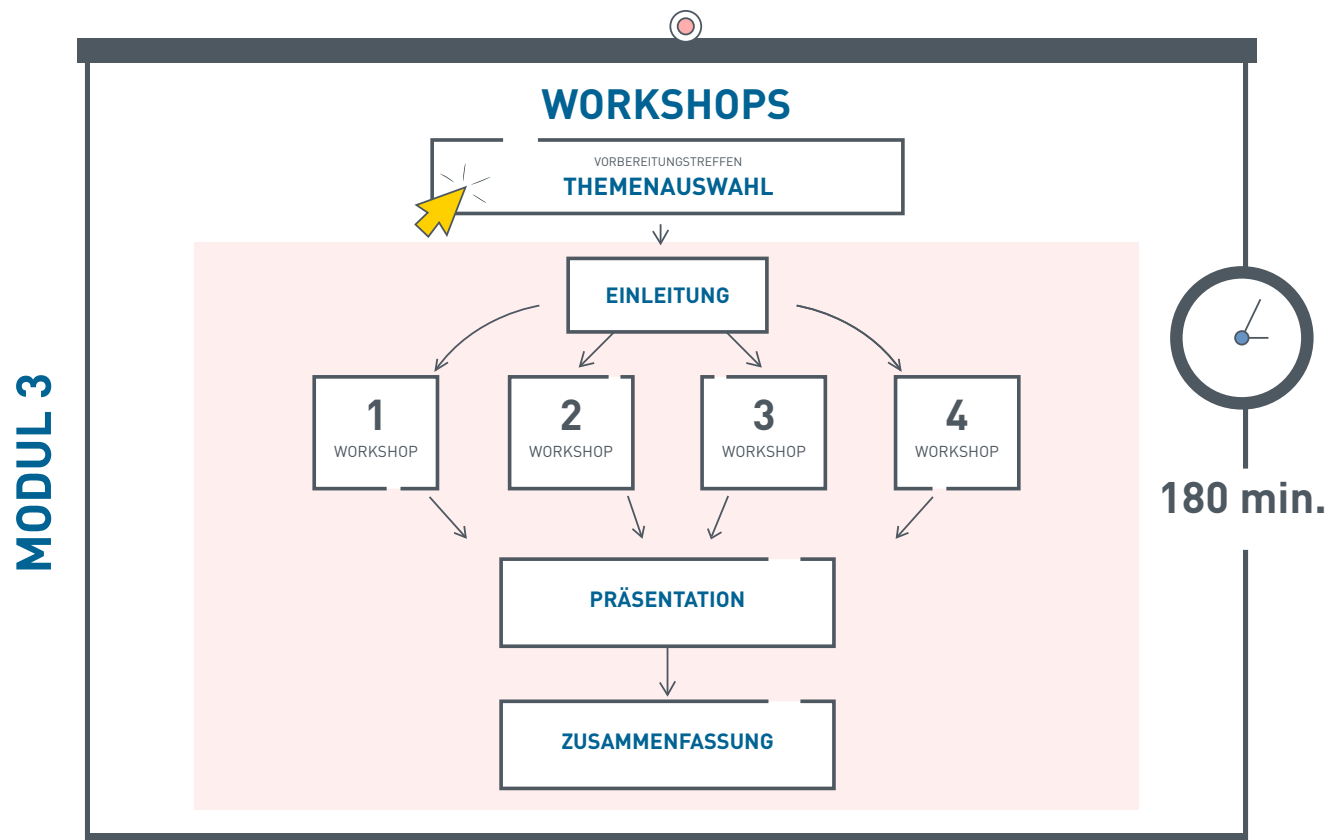 WORKSHOPS
VORBEREITUNGSTREFFEN
THEMENAUSWAHL
EINLEITUNG
1
WORKSHOP
2
WORKSHOP
3
WORKSHOP
4
WORKSHOP
PRÄSENTATION
ZUSAMMENFASSUNG
MODUL 3
180 min.